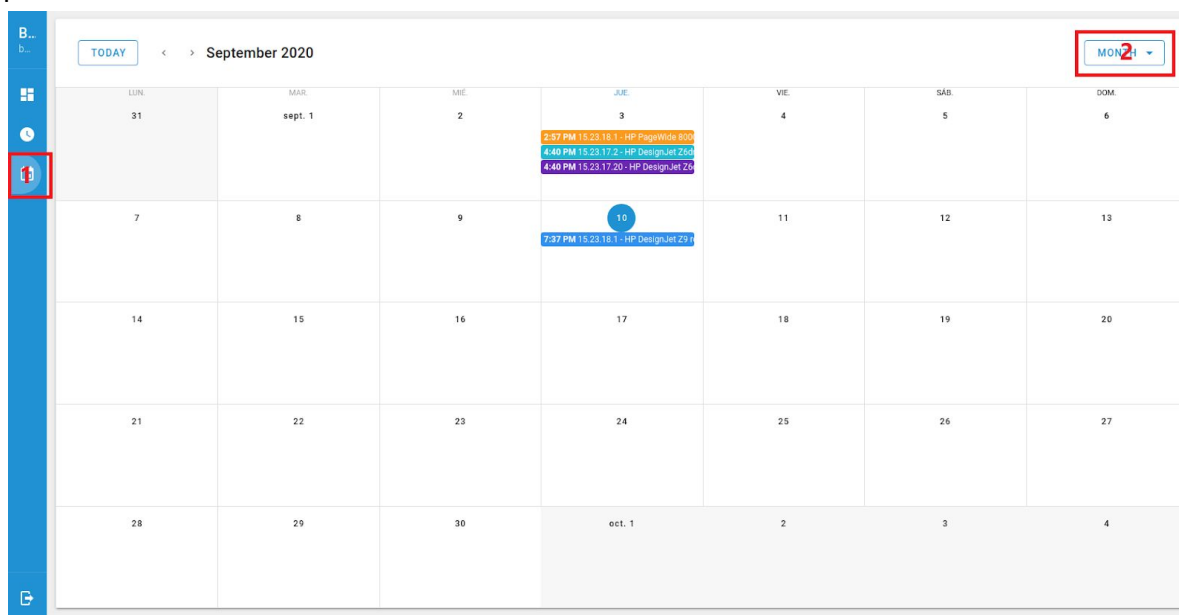 B...
b...
TODAY < > September 2020
MONTH
2
1
LUN. MAR. MIÉ. JUE. VIE. SÁB. DOM.
31 sept. 1 2 3 4 5 6
2:57 PM 15.23.18.1 - HP PageWide 800
4:40 PM 15.23.17.2 - HP DesignJet Z6d
4:40 PM 15.23.17.20 - HP DesignJet Z6
7 8 9 10 11 12 13
7:37 PM 15.23.18.1 - HP DesignJet Z9 r
14 15 16 17 18 19 20
21 22 23 24 25 26 27
28 29 30 oct. 1 2 3 4